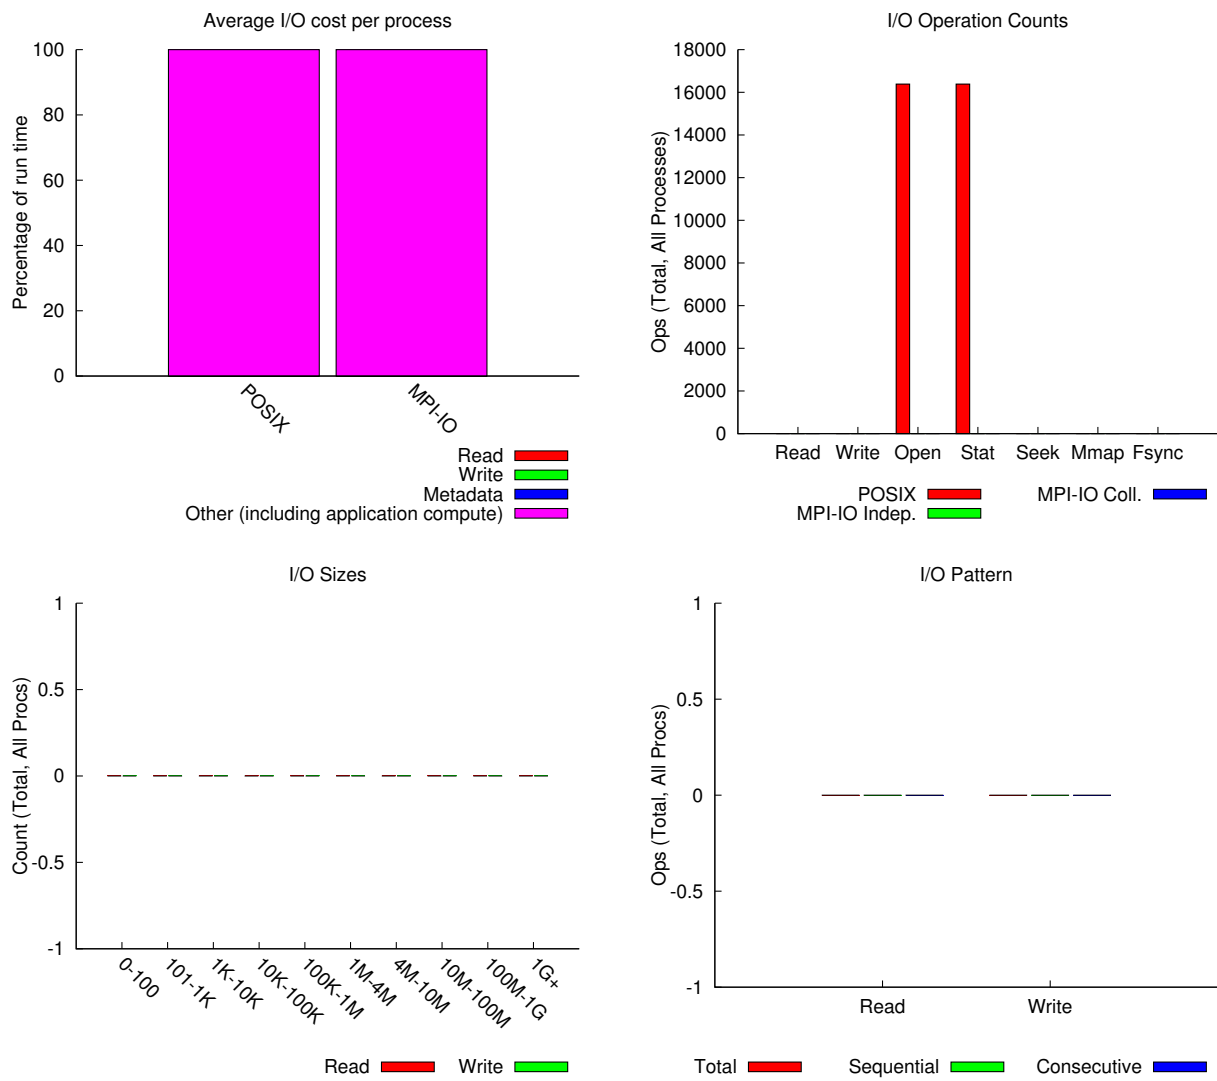 Average I/O cost per process
100
80
60
40
20
0
Percentage of run time
POSIX
MPI-IO
Read
Write
Metadata
Other (including application compute)
I/O Operation Counts
18000
16000
14000
12000
10000
8000
6000
4000
2000
0
Ops (Total, All Processes)
Read Write Open Stat Seek Mmap Fsync
POSIX MPI-IO Coll.
MPI-IO Indep.
I/O Sizes
1
0.5
0
-0.5
-1
Count (Total, All Procs)
0-100
101-1K
1K-10K
10K-100K
100K-1M
1M-4M
4M-10M
10M-100M
100M-1G
1G+
Read Write
I/O Pattern
1
0.5
0
-0.5
-1
Ops (Total, All Procs)
Read Write
Total Sequential Consecutive